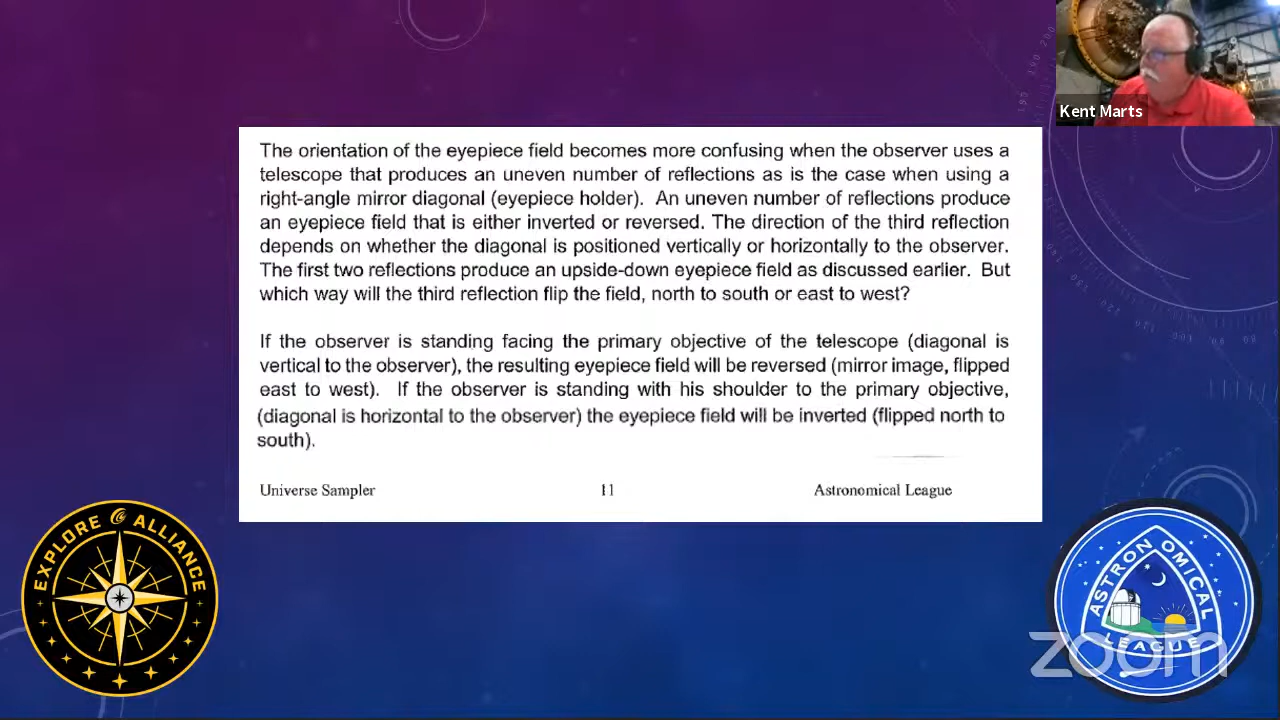 Kent Marts
The orientation of the eyepiece field becomes more confusing when the observer uses a
telescope that produces an uneven number of reflections as is the case when using a
right-angle mirror diagonal (eyepiece holder). An uneven number of reflections produce
an eyepiece field that is either inverted or reversed. The direction of the third reflection
depends on whether the diagonal is positioned vertically or horizontally to the observer.
The first two reflections produce an upside-down eyepiece field as discussed earlier. But
which way will the third reflection flip the field, north to south or east to west?
If the observer is standing facing the primary objective of the telescope (diagonal is
vertical to the observer), the resulting eyepiece field will be reversed (mirror image, flipped
east to west). If the observer is standing with his shoulder to the primary objective,
(diagonal is horizontal to the observer) the eyepiece field will be inverted (flipped north to
south).
Universe Sampler 11 Astronomical League
EXPLORE ALLIANCE
ASTRONOMICAL
LEAGUE
zoom